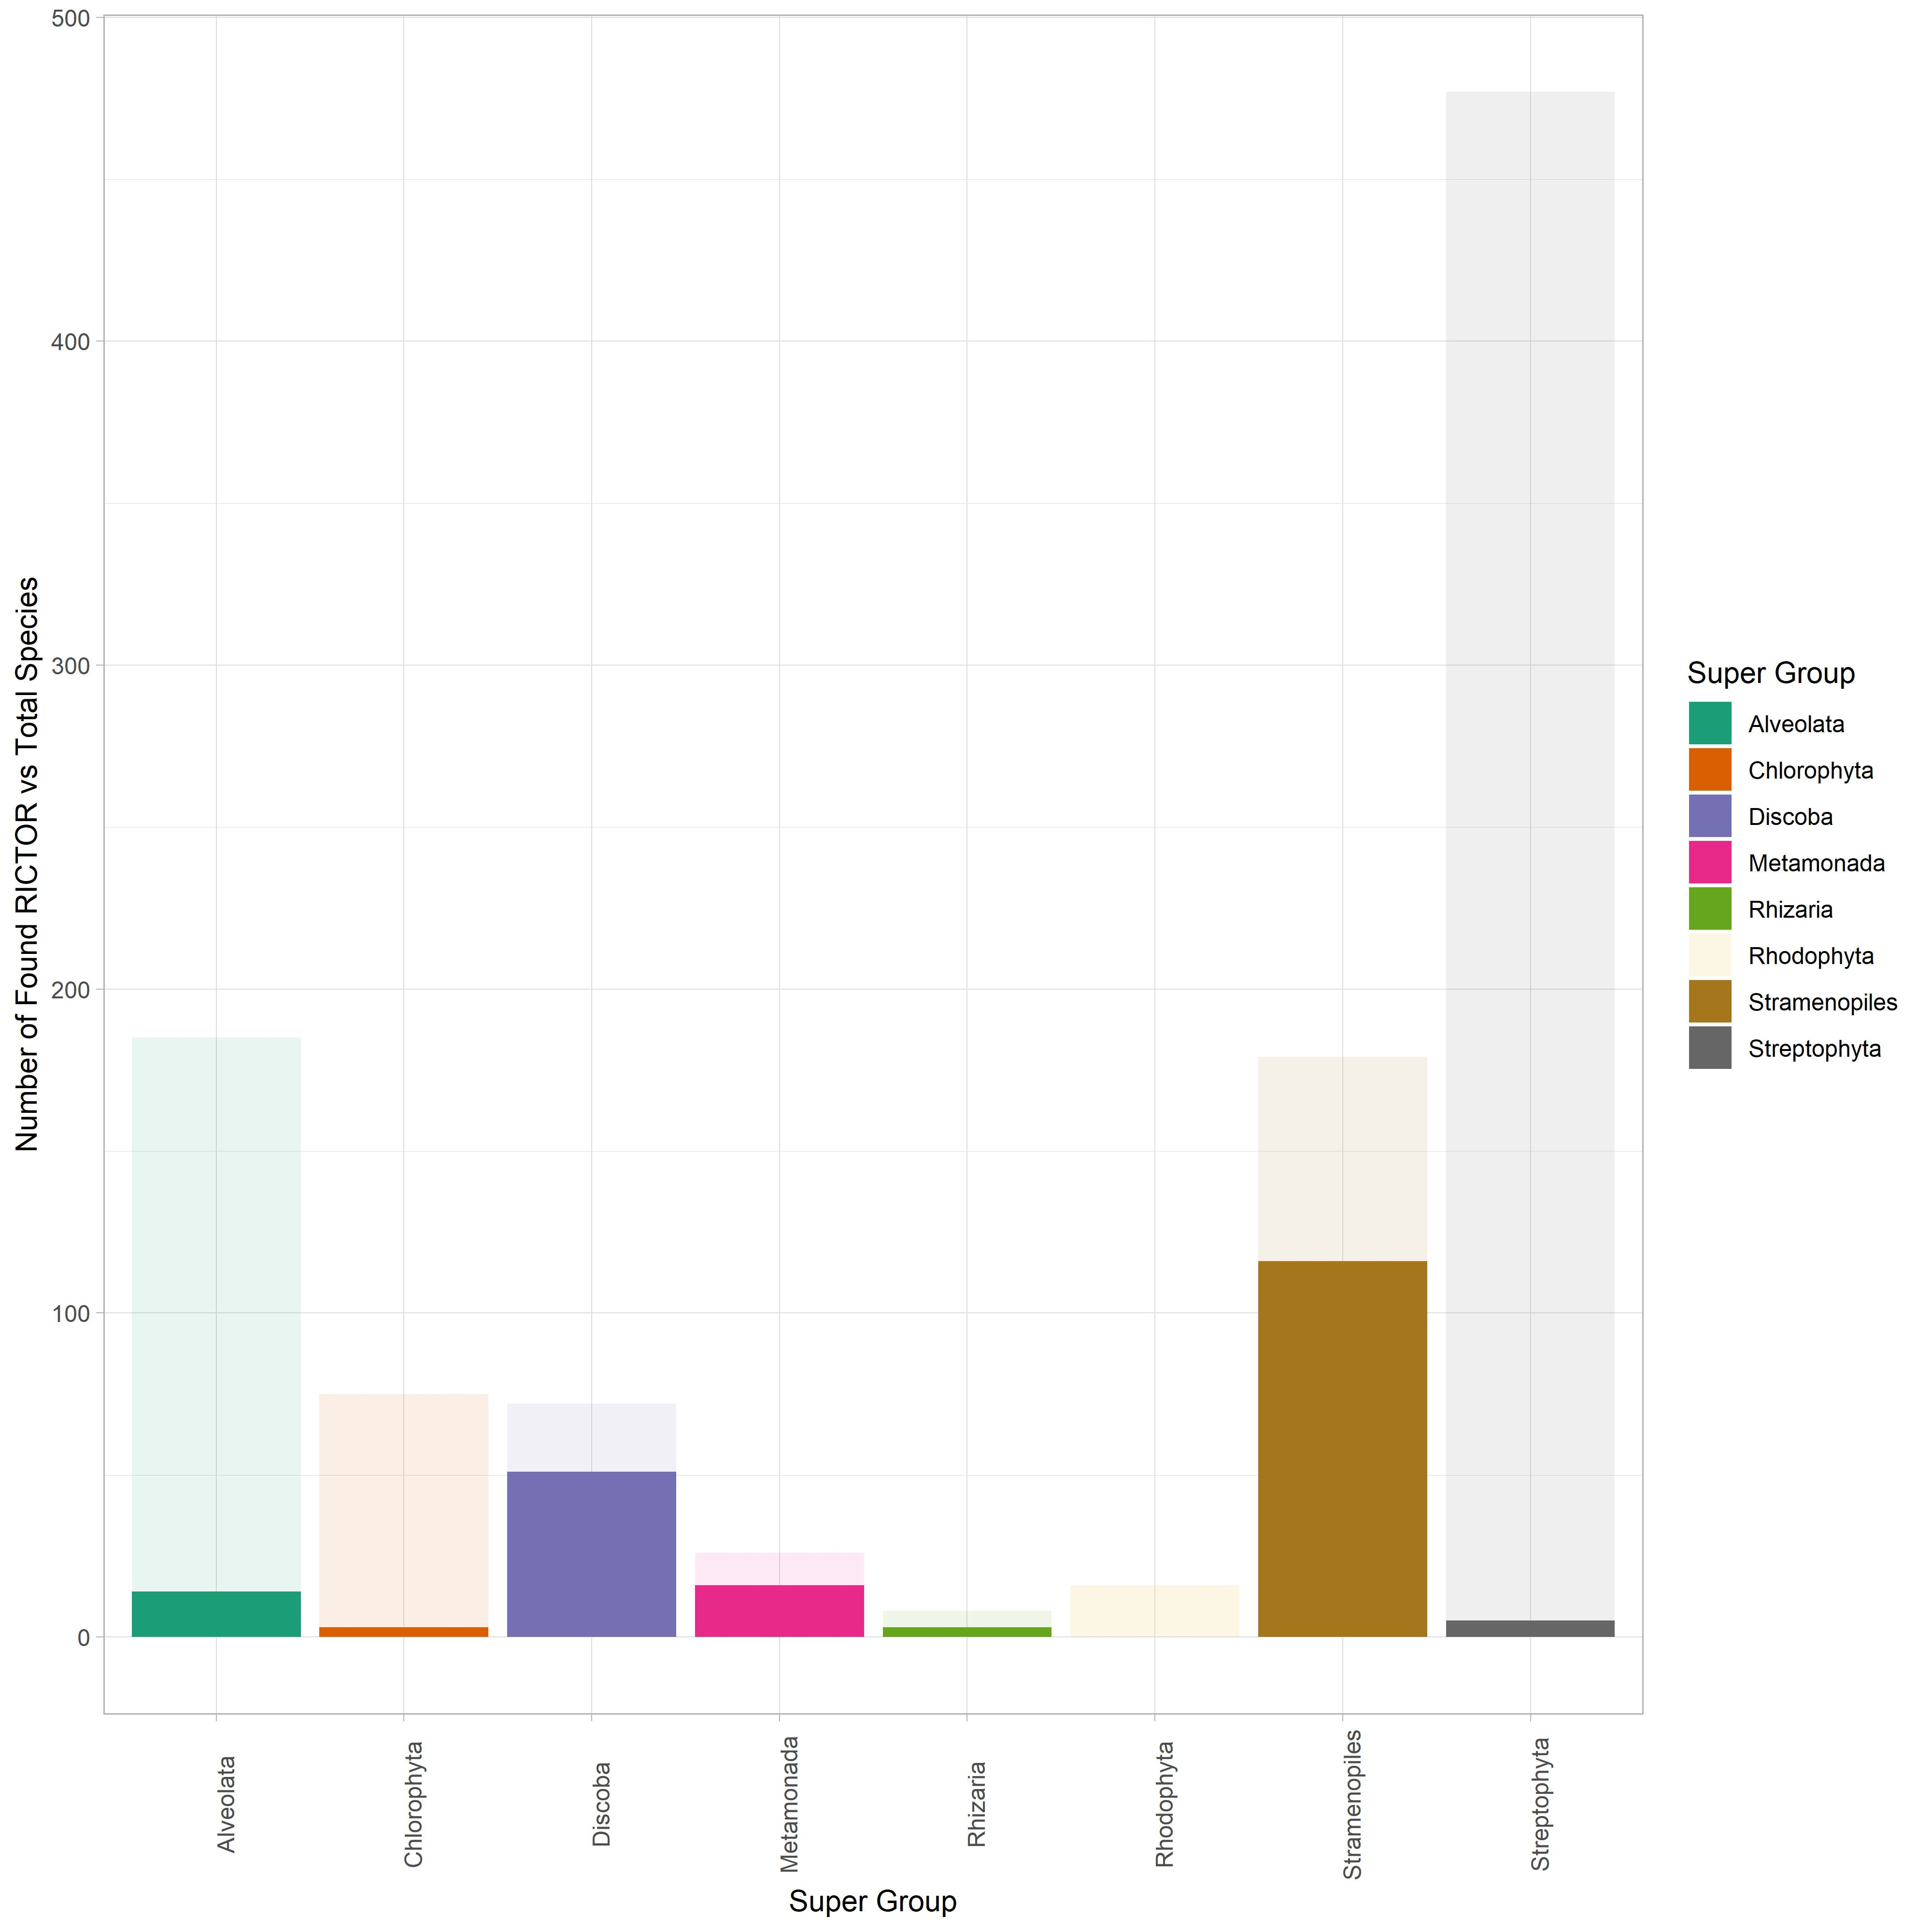 Number of Found RICTOR vs Total Species
500
400
300
200
100
0
Alveolata
Chlorophyta
Discoba
Metamonada
Rhizaria
Rhodophyta
Stramenopiles
Streptophyta
Super Group
Super Group
Alveolata
Chlorophyta
Discoba
Metamonada
Rhizaria
Rhodophyta
Stramenopiles
Streptophyta